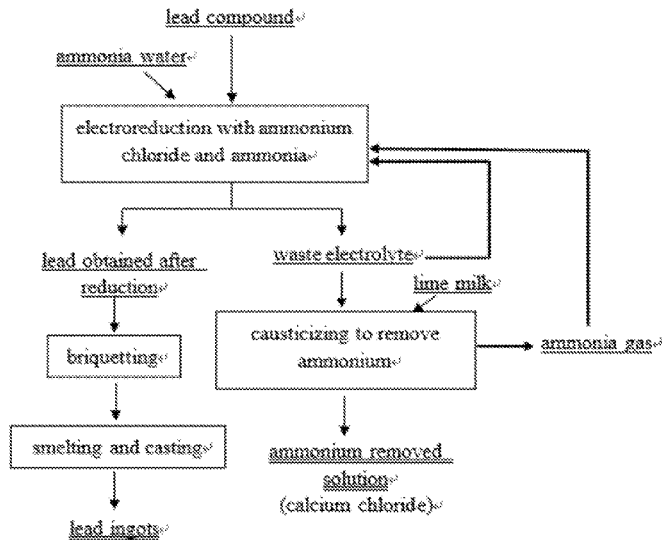 lead compound
ammonia water
electroreduction with ammonium
chloride and ammonia
lead obtained after
reduction
waste electrolyte
lime milk
briquetting
causticizing to remove
ammonium
ammonia gas
smelting and casting
ammonium removed
solution
(calcium chloride)
lead ingots